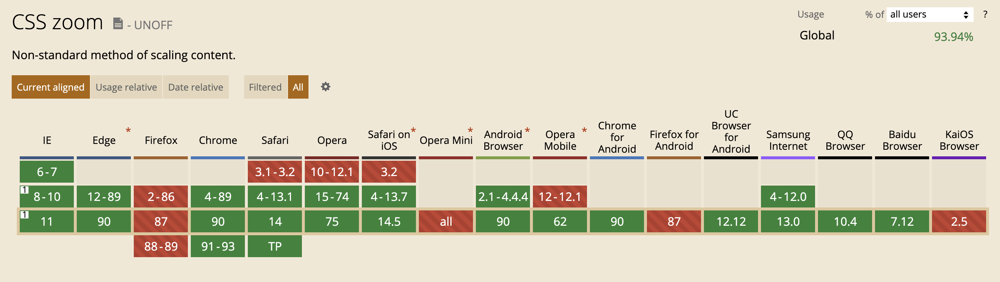 CSS zoom - UNOFF
Usage % of all users ?
Global 93.94%
Non-standard method of scaling content.
Current aligned Usage relative Date relative Filtered All
IE
Edge *
Firefox
Chrome
Safari
Opera
Safari on *
iOS
Opera Mini *
Android *
Browser
Opera *
Mobile
Chrome
for
Android
Firefox for
Android
UC
Browser
for
Android
Samsung
Internet
QQ
Browser
Baidu
Browser
KaiOS
Browser
6-7 3.1-3.2 10-12.1 3.2
1 8-10 12-89 2-86 4-89 4-13.1 15-74 4-13.7 2.1-4.4.4 12-12.1 4-12.0
1 11 90 87 90 14 75 14.5 all 90 62 90 87 12.12 13.0 10.4 7.12 2.5
88-89 91-93 TP